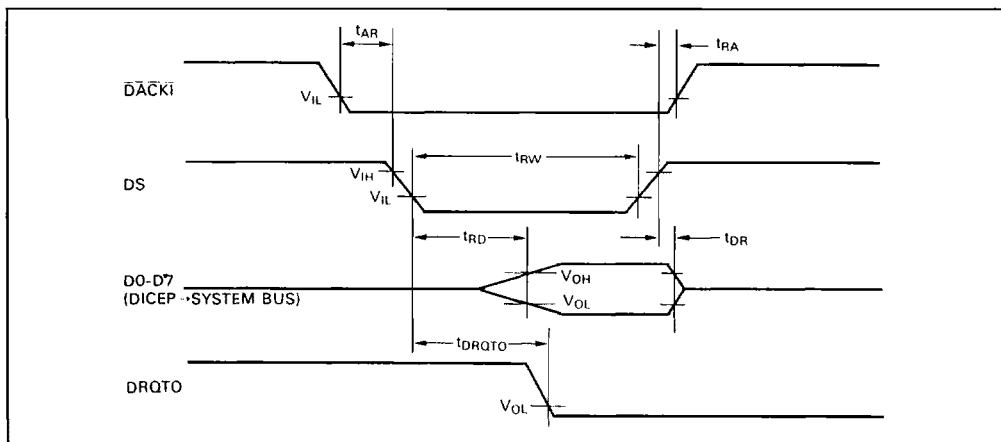 tAR
tRA
DACKI
VIL
tRW
VIH
DS
VIL
tRD
tDR
VOH
D0-D7
(DICEP→SYSTEM BUS)
VOL
tDRQTO
DRQTO
VOL